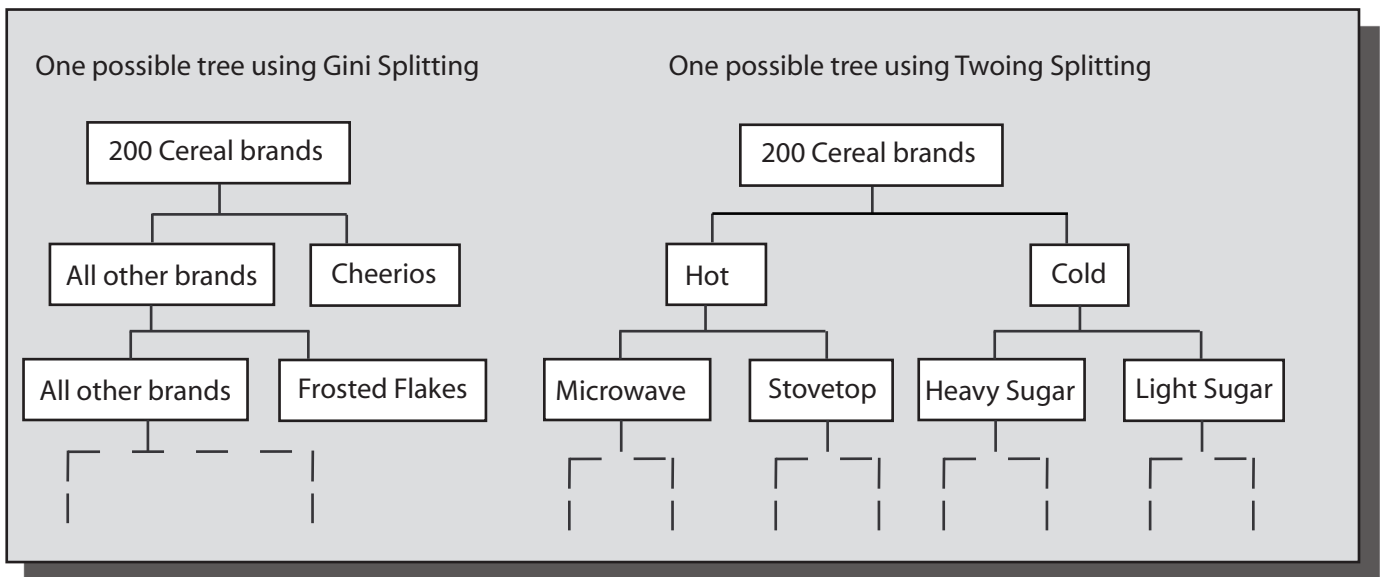 One possible tree using Gini Splitting
200 Cereal brands
All other brands
Cheerios
All other brands
Frosted Flakes
One possible tree using Twoing Splitting
200 Cereal brands
Hot
Cold
Microwave
Stovetop
Heavy Sugar
Light Sugar